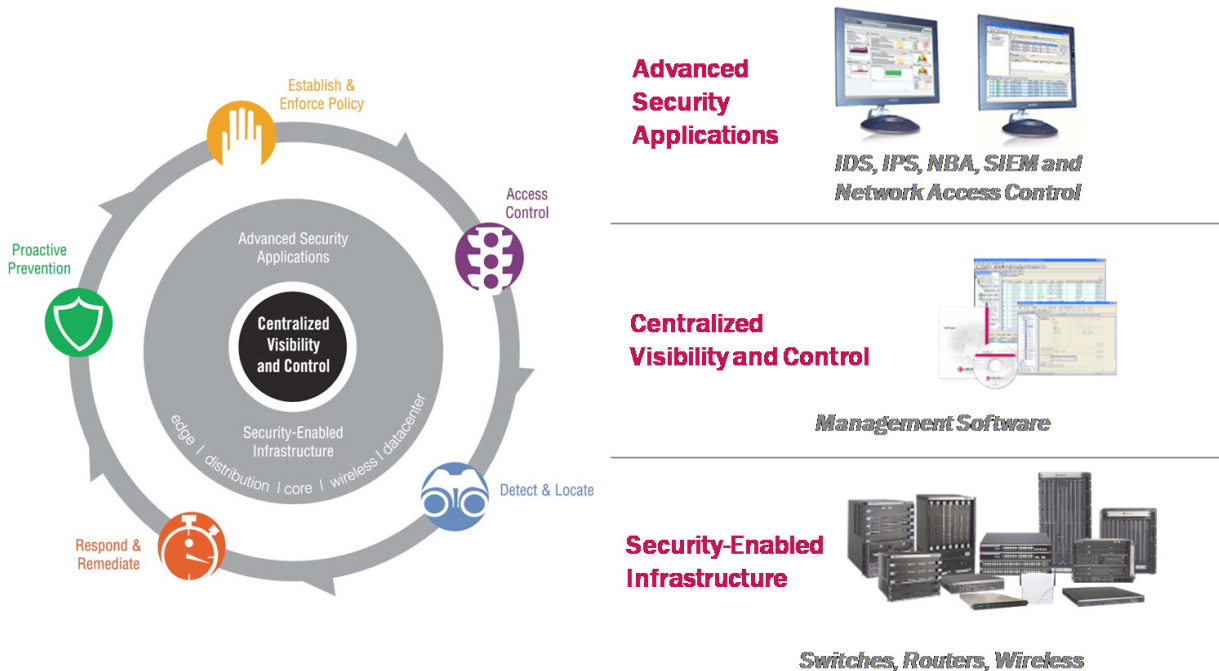 Establish &
Enforce Policy
Access
Control
Detect & Locate
Respond &
Remediate
Proactive
Prevention
Advanced Security
Applications
Centralized
Visibility
and Control
Security-Enabled
Infrastructure
edge | distribution | core | wireless | datacenter
Advanced
Security
Applications
IDS, IPS, NBA, SIEM and
Network Access Control
Centralized
Visibility and Control
Management Software
Security-Enabled
Infrastructure
Switches, Routers, Wireless